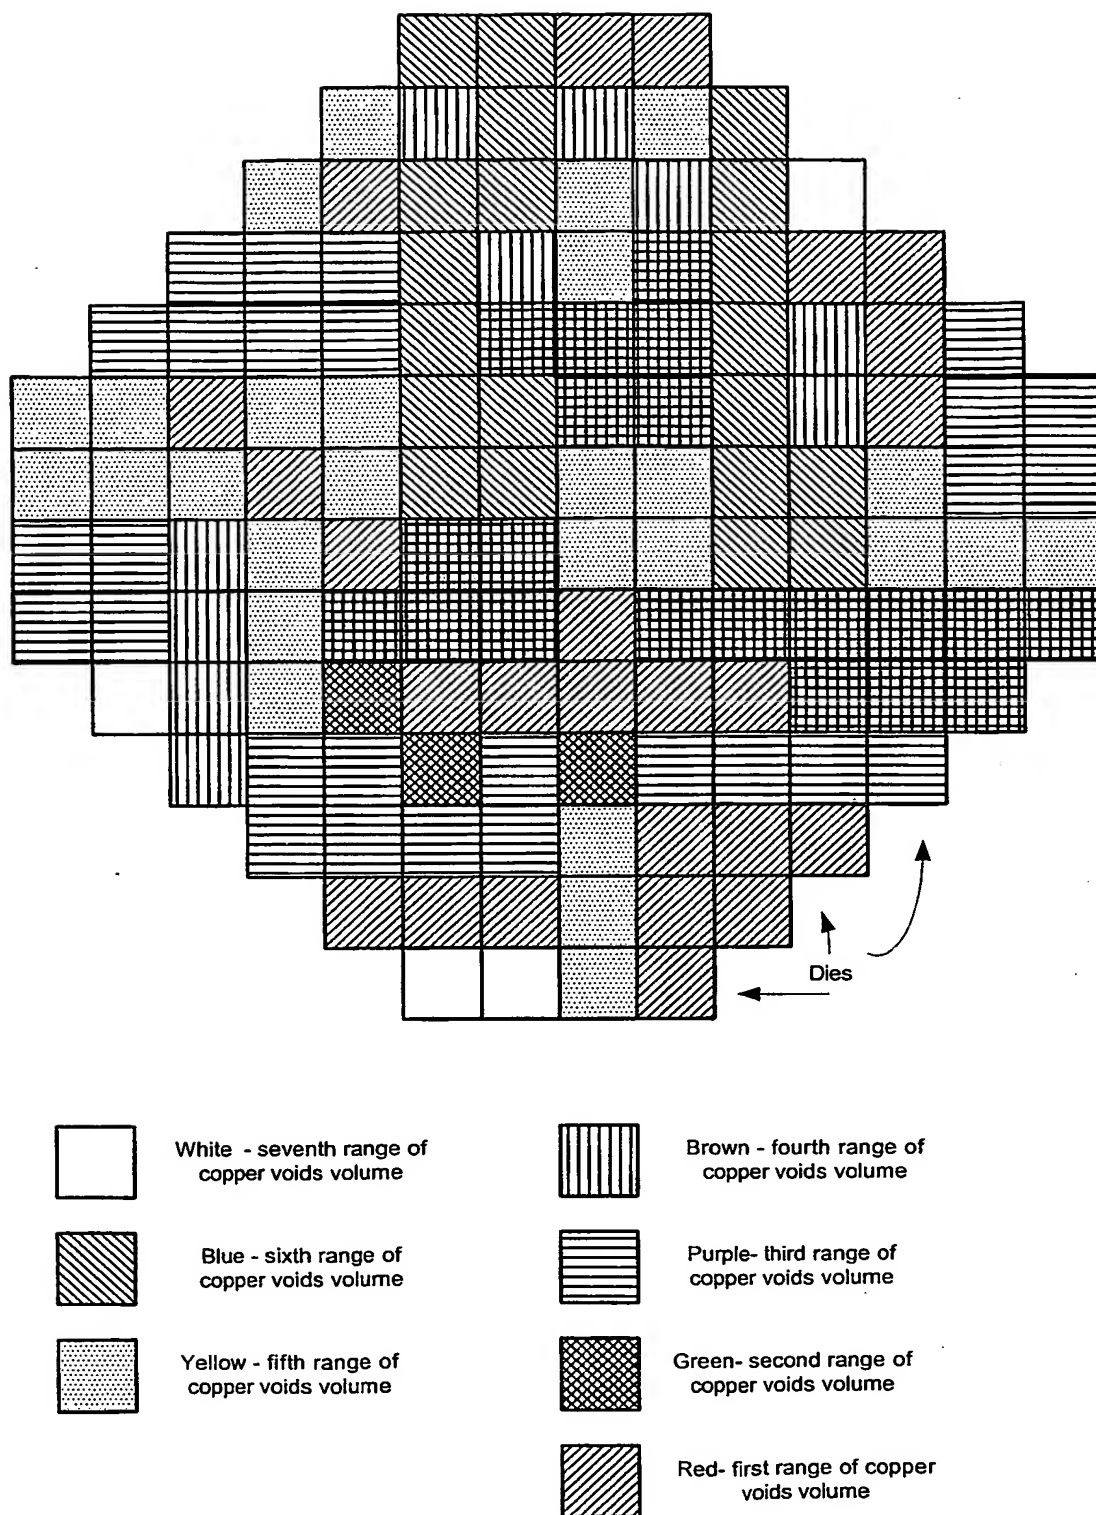 Dies
White - seventh range of
copper voids volume
Blue - sixth range of
copper voids volume
Yellow - fifth range of
copper voids volume
Brown - fourth range of
copper voids volume
Purple- third range of
copper voids volume
Green- second range of
copper voids volume
Red- first range of copper
voids volume